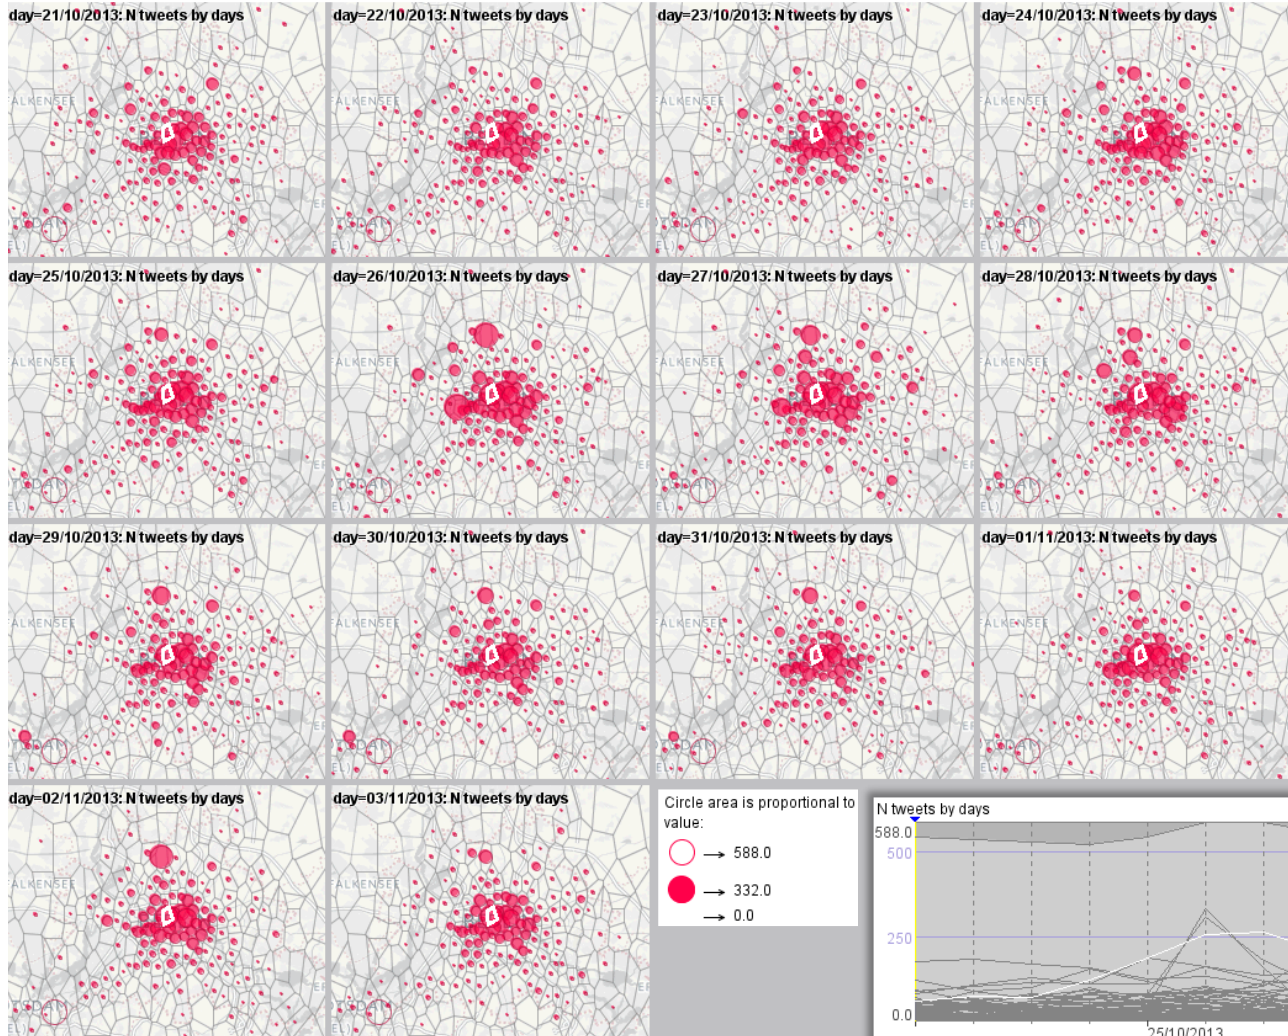 day=21/10/2013: N tweets by days
day=22/10/2013: N tweets by days
day=23/10/2013: N tweets by days
day=24/10/2013: N tweets by days
FALKENSEE
FALKENSEE
FALKENSEE
FALKENSEE
day=25/10/2013: N tweets by days
day=26/10/2013: N tweets by days
day=27/10/2013: N tweets by days
day=28/10/2013: N tweets by days
ALKENSEE
FALKENSEE
FALKENSEE
FALKENSEE
day=29/10/2013: N tweets by days
day=30/10/2013: N tweets by days
day=31/10/2013: N tweets by days
day=01/11/2013: N tweets by days
FALKENSEE
FALKENSEE
FALKENSEE
FALKENSEE
day=02/11/2013: N tweets by days
day=03/11/2013: N tweets by days
FALKENSEE
FALKENSEE
Circle area is proportional to
value:
588.0
332.0
0.0
N tweets by days
588.0
500
250
0.0
25/10/2013